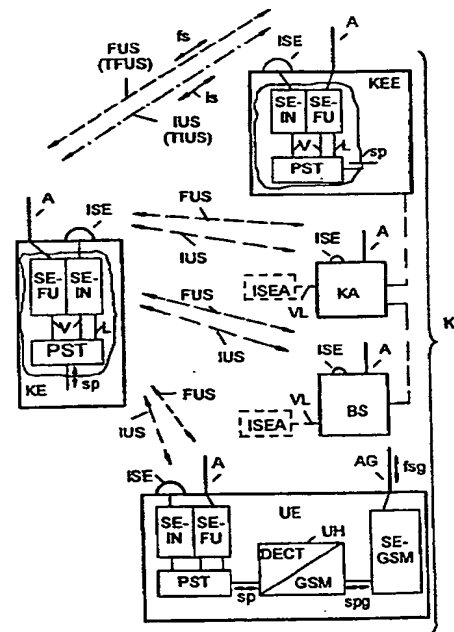 FUS
(TFUS)
fs
ls
IUS
(TIUS)
ISE
A
KEE
SE-
IN
SE-
FU
V
L
sp
PST
A
ISE
FUS
IUS
SE-
FU
SE-
IN
V
L
PST
KE
sp
ISE
A
ISEA
VL
KA
FUS
IUS
ISE
A
ISEA
VL
BS
K
FUS
IUS
ISE
A
AG
fsg
SE-
IN
SE-
FU
UE
UH
DECT
GSM
SE-
GSM
PST
sp
spg